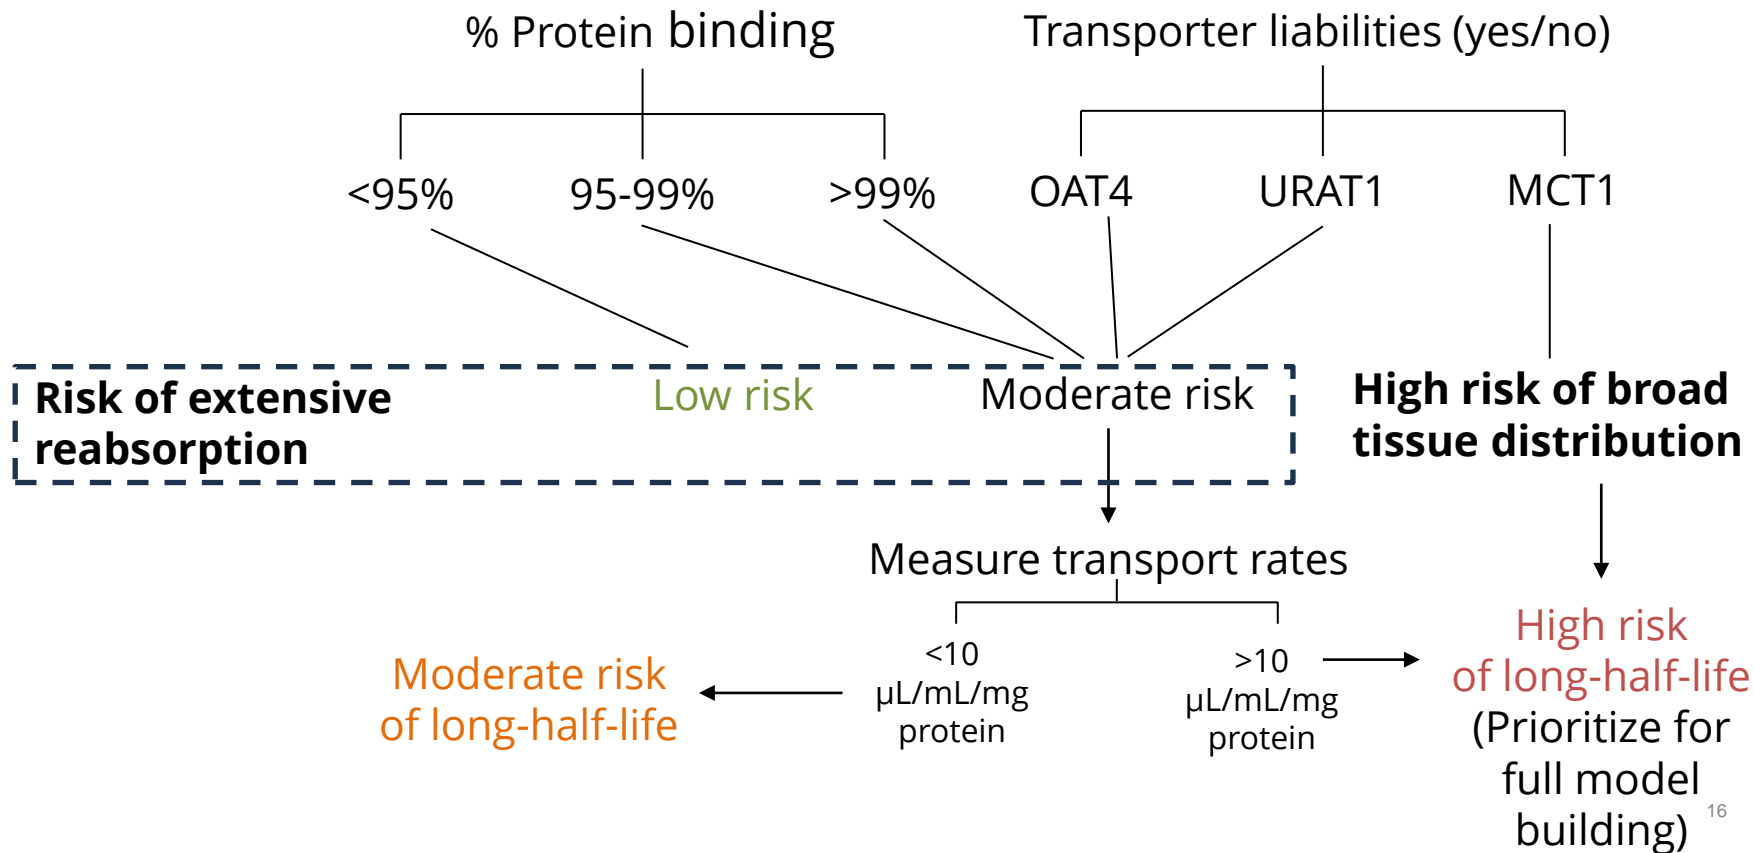 % Protein binding
Transporter liabilities (yes/no)
<95%
95-99%
>99%
OAT4
URAT1
MCT1
Risk of extensive
reabsorption
Low risk
Moderate risk
High risk of broad
tissue distribution
Measure transport rates
<10
µL/mL/mg
protein
>10
µL/mL/mg
protein
Moderate risk
of long-half-life
High risk
of long-half-life
(Prioritize for
full model
building)
16